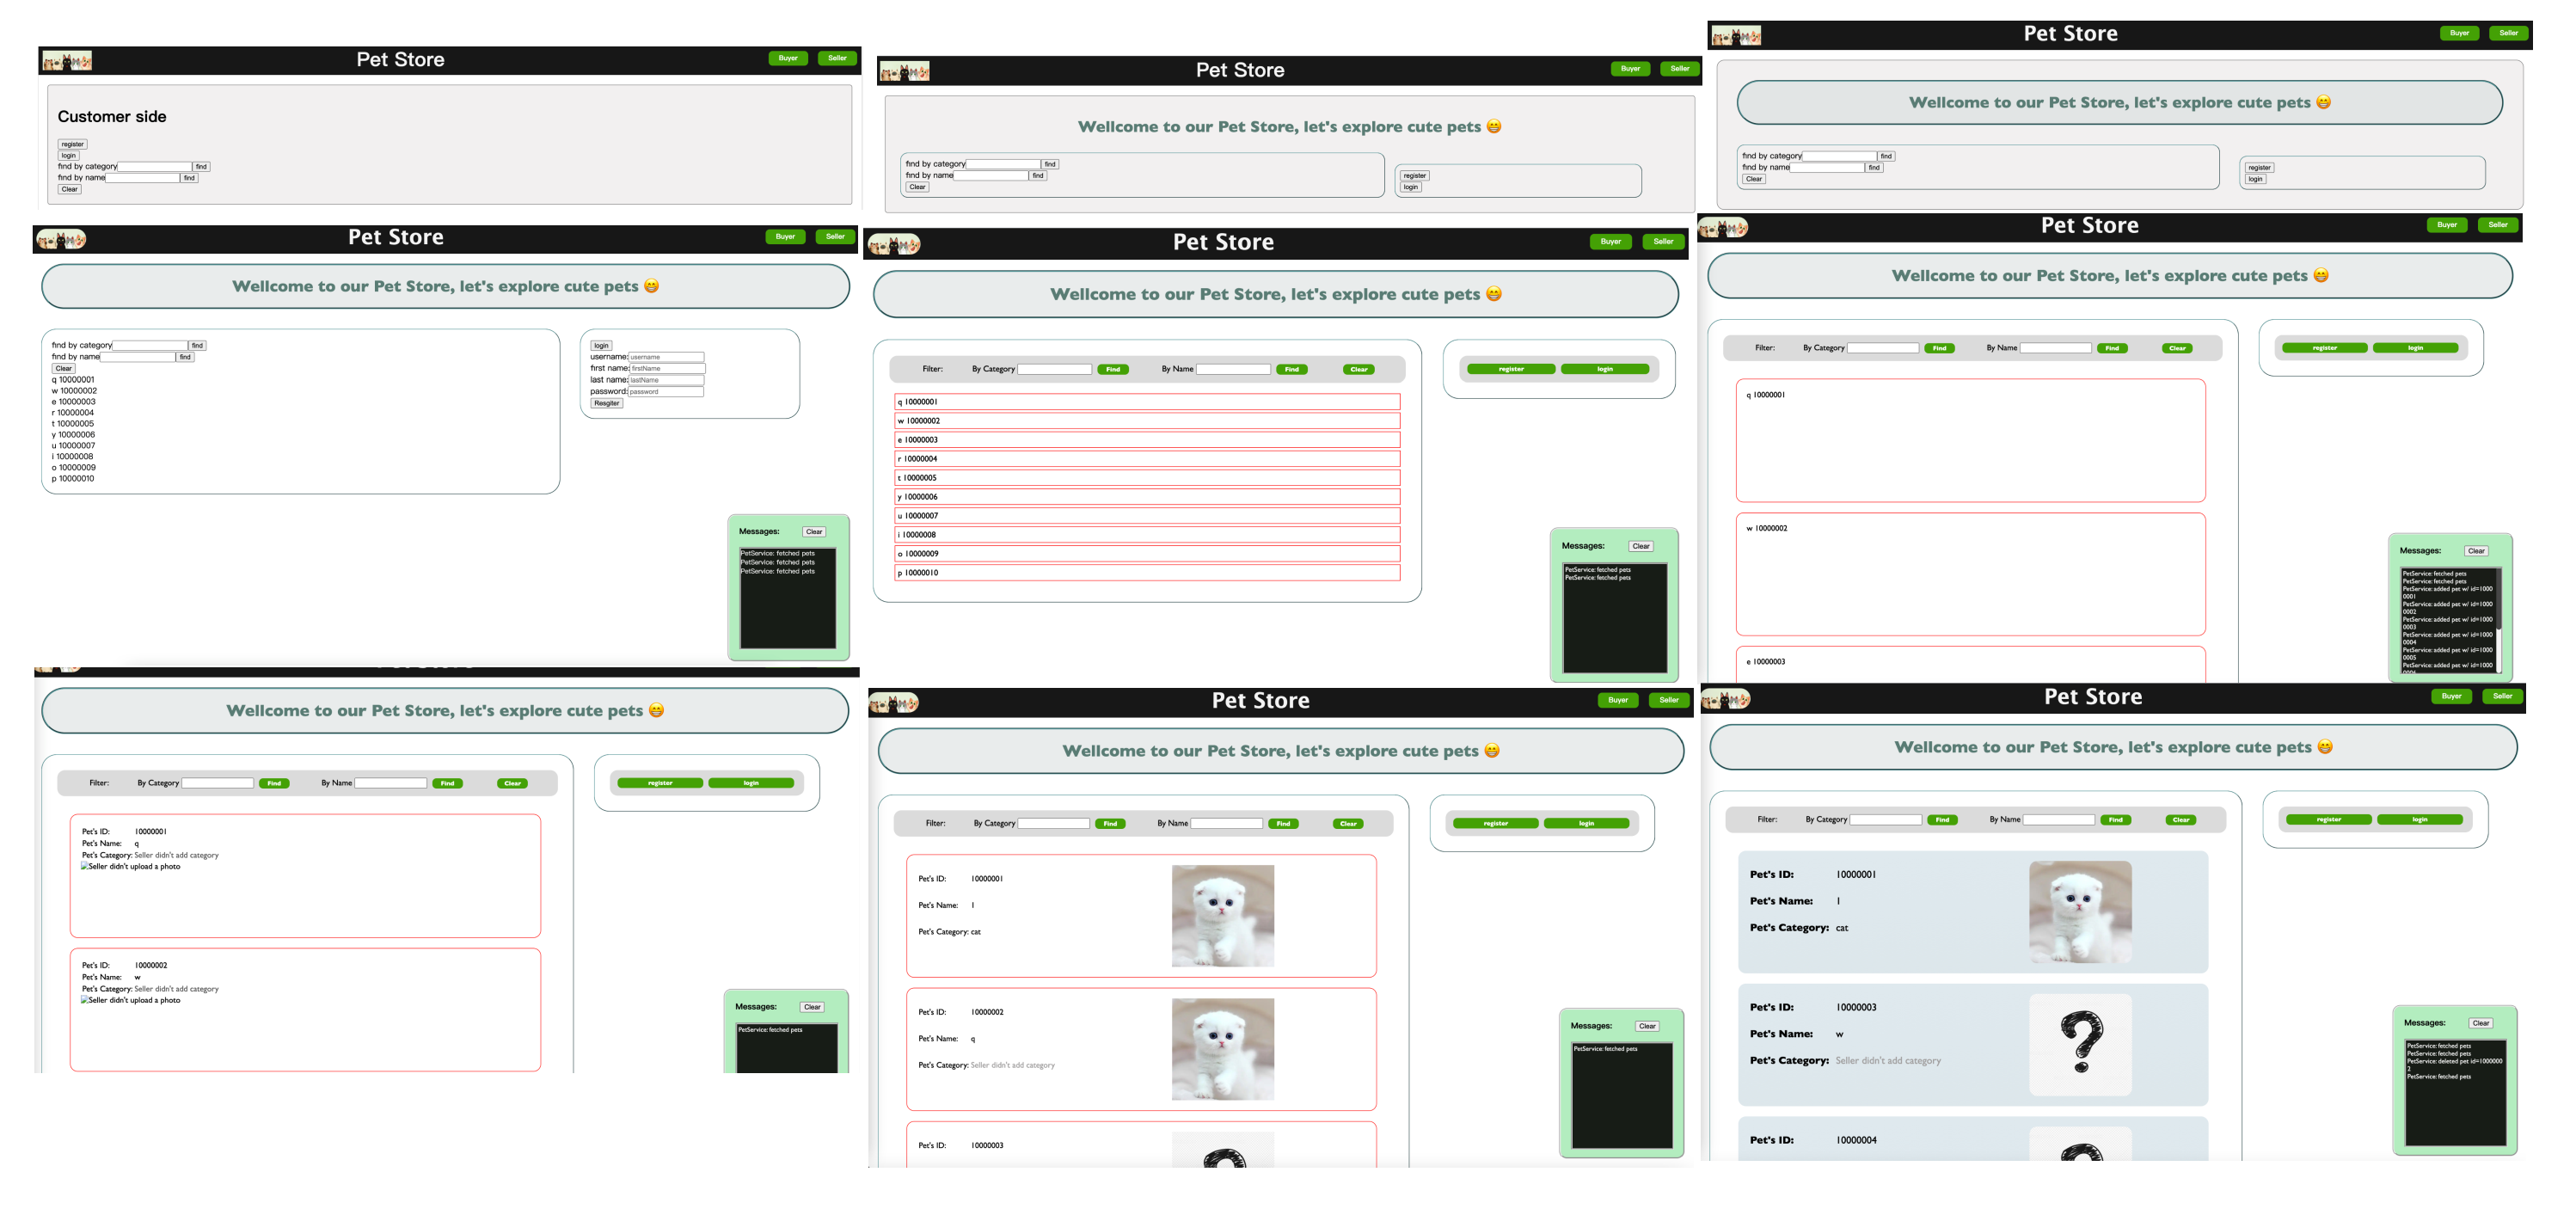 Pet Store
Buyer Seller
Customer side
register
login
find by category find
find by name find
Clear
Pet Store
Buyer Seller
Wellcome to our Pet Store, let's explore cute pets 😁
find by category find
find by name find
Clear
register
login
Pet Store
Buyer Seller
Wellcome to our Pet Store, let's explore cute pets 😁
find by category find
find by name find
Clear
register
login
Pet Store
Buyer Seller
Wellcome to our Pet Store, let's explore cute pets 😁
find by category find
find by name find
Clear
q 10000001
w 10000002
e 10000003
r 10000004
t 10000005
y 10000006
u 10000007
i 10000008
o 10000009
p 10000010
login
username: username
first name: firstName
last name: lastName
password: password
Resgiter
Messages: Clear
PetService: fetched pets
PetService: fetched pets
PetService: fetched pets
Pet Store
Buyer Seller
Wellcome to our Pet Store, let's explore cute pets 😁
Filter: By Category Find By Name Find Clear
q 10000001
w 10000002
e 10000003
r 10000004
t 10000005
y 10000006
u 10000007
i 10000008
o 10000009
p 10000010
register login
Messages: Clear
PetService: fetched pets
PetService: fetched pets
Pet Store
Buyer Seller
Wellcome to our Pet Store, let's explore cute pets 😁
Filter: By Category Find By Name Find Clear
q 10000001
w 10000002
e 10000003
register login
Messages: Clear
PetService: fetched pets
PetService: fetched pets
PetService: added pet w/ id=1000
0001
PetService: added pet w/ id=1000
0002
PetService: added pet w/ id=1000
0003
PetService: added pet w/ id=1000
0004
PetService: added pet w/ id=1000
0005
PetService: added pet w/ id=1000
Wellcome to our Pet Store, let's explore cute pets 😁
Filter: By Category Find By Name Find Clear
Pet's ID: 10000001
Pet's Name: q
Pet's Category: Seller didn't add category
Seller didn't upload a photo
Pet's ID: 10000002
Pet's Name: w
Pet's Category: Seller didn't add category
Seller didn't upload a photo
register login
Messages: Clear
PetService: fetched pets
Pet Store
Buyer Seller
Wellcome to our Pet Store, let's explore cute pets 😁
Filter: By Category Find By Name Find Clear
Pet's ID: 10000001
Pet's Name: l
Pet's Category: cat
Pet's ID: 10000002
Pet's Name: q
Pet's Category: Seller didn't add category
Pet's ID: 10000003
register login
Messages: Clear
PetService: fetched pets
Pet Store
Buyer Seller
Wellcome to our Pet Store, let's explore cute pets 😁
Filter: By Category Find By Name Find Clear
Pet's ID: 10000001
Pet's Name: l
Pet's Category: cat
Pet's ID: 10000003
Pet's Name: w
Pet's Category: Seller didn't add category
?
Pet's ID: 10000004
register login
Messages: Clear
PetService: fetched pets
PetService: fetched pets
PetService: deleted pet id=1000000
2
PetService: fetched pets